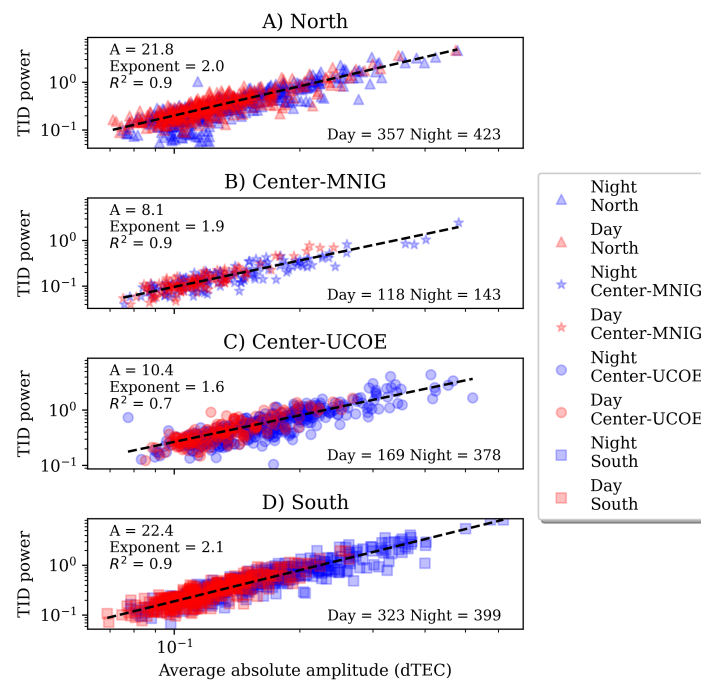 A) North
A = 21.8
Exponent = 2.0
R² = 0.9
Day = 357 Night = 423
TID power
10⁰
10⁻¹
B) Center-MNIG
A = 8.1
Exponent = 1.9
R² = 0.9
Day = 118 Night = 143
TID power
10⁰
10⁻¹
C) Center-UCOE
A = 10.4
Exponent = 1.6
R² = 0.7
Day = 169 Night = 378
TID power
10⁰
10⁻¹
D) South
A = 22.4
Exponent = 2.1
R² = 0.9
Day = 323 Night = 399
TID power
10⁰
10⁻¹
10⁻¹
Average absolute amplitude (dTEC)
Night
North
Day
North
Night
Center-MNIG
Day
Center-MNIG
Night
Center-UCOE
Day
Center-UCOE
Night
South
Day
South